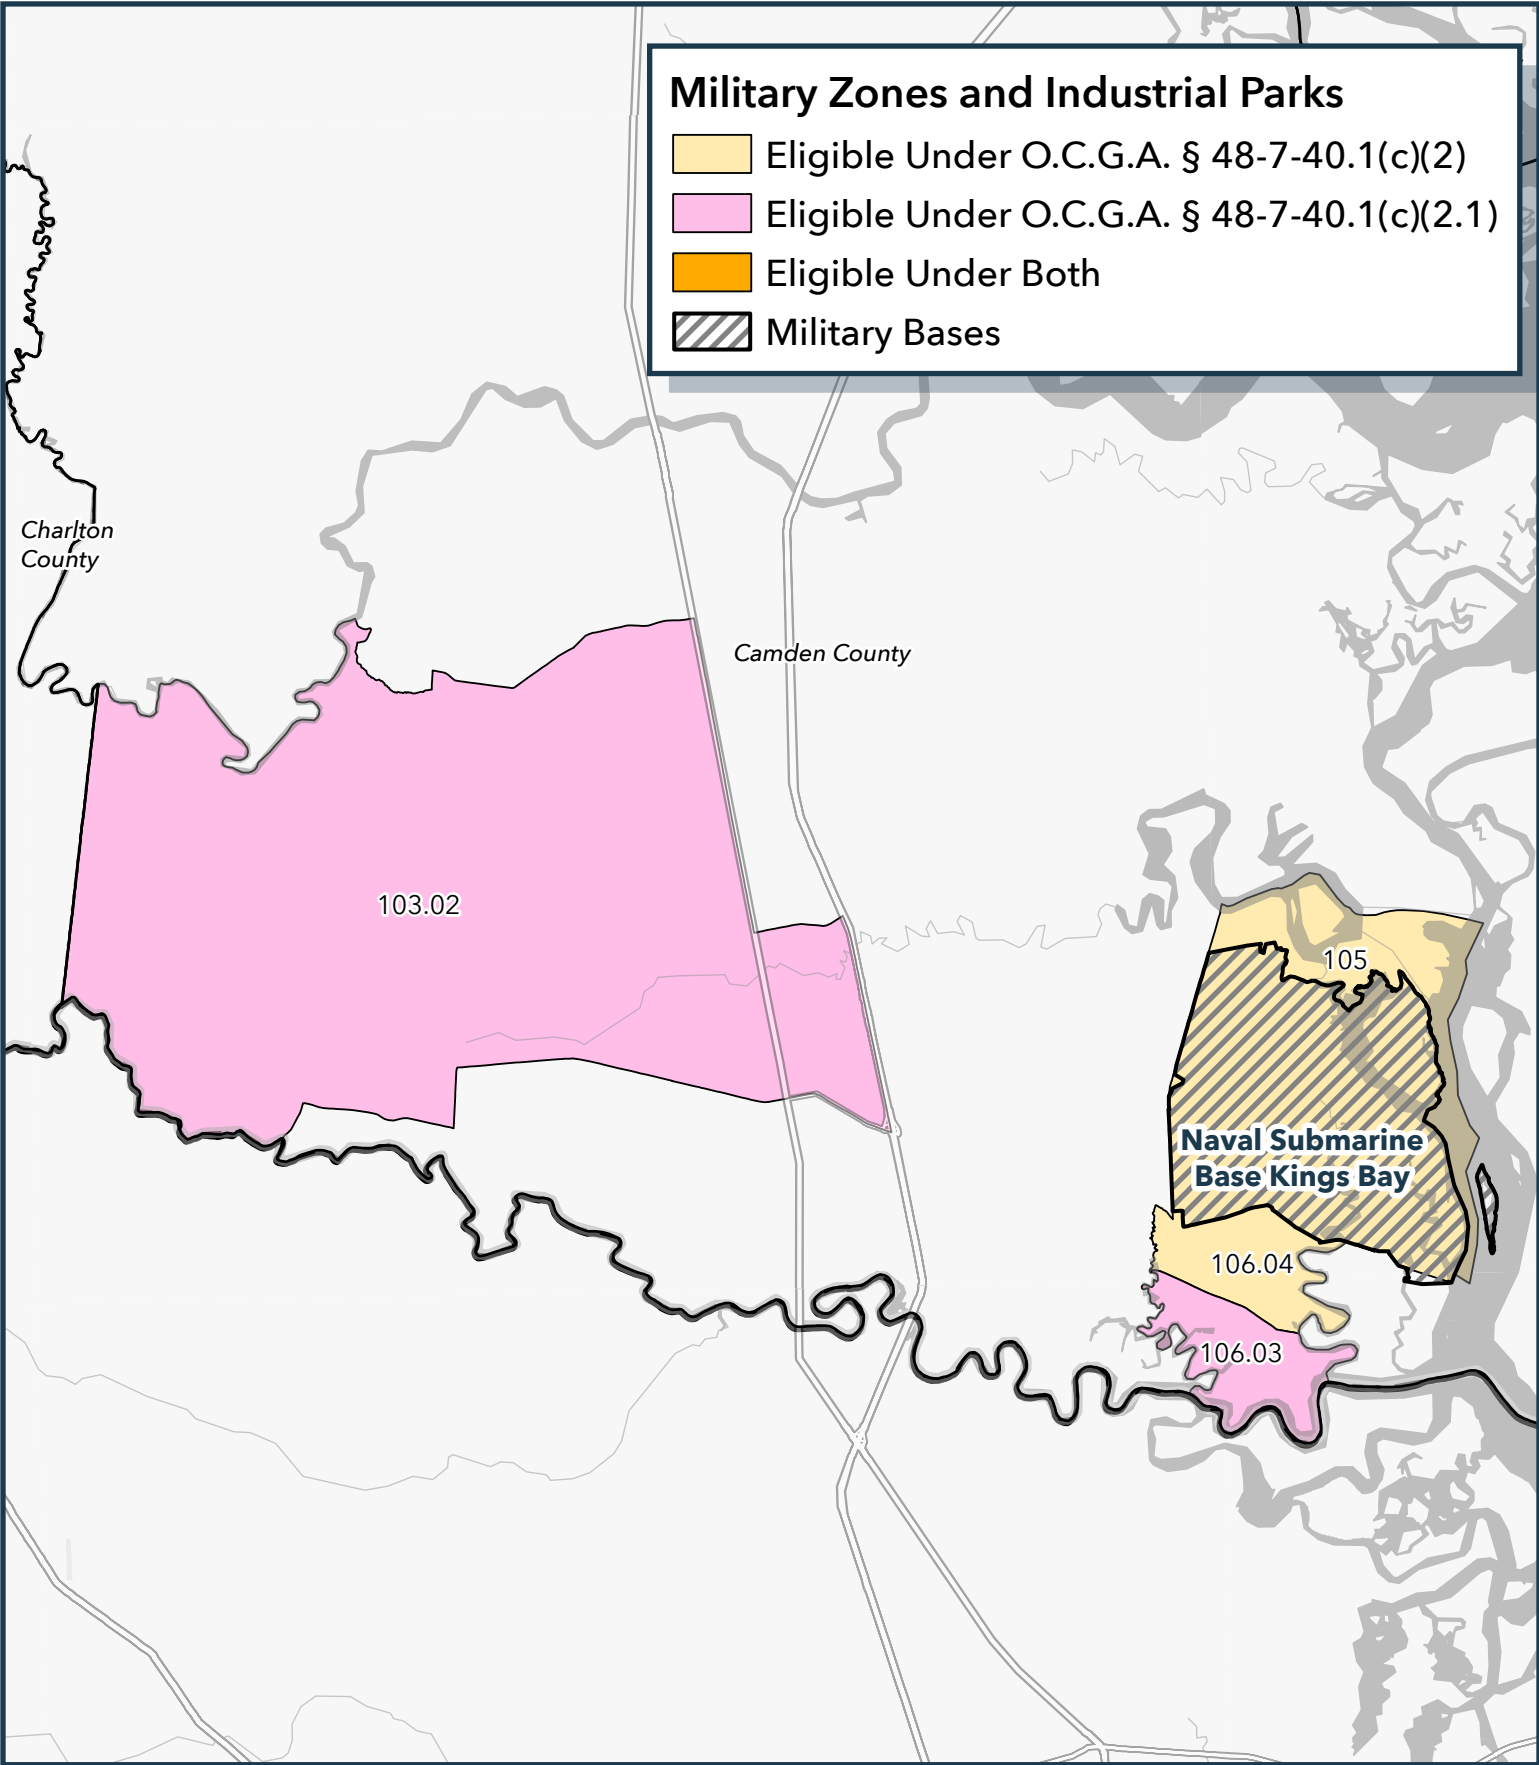 Military Zones and Industrial Parks
Eligible Under O.C.G.A. § 48-7-40.1(c)(2)
Eligible Under O.C.G.A. § 48-7-40.1(c)(2.1)
Eligible Under Both
Military Bases
Charlton
County
Camden County
103.02
105
Naval Submarine
Base Kings Bay
106.04
106.03